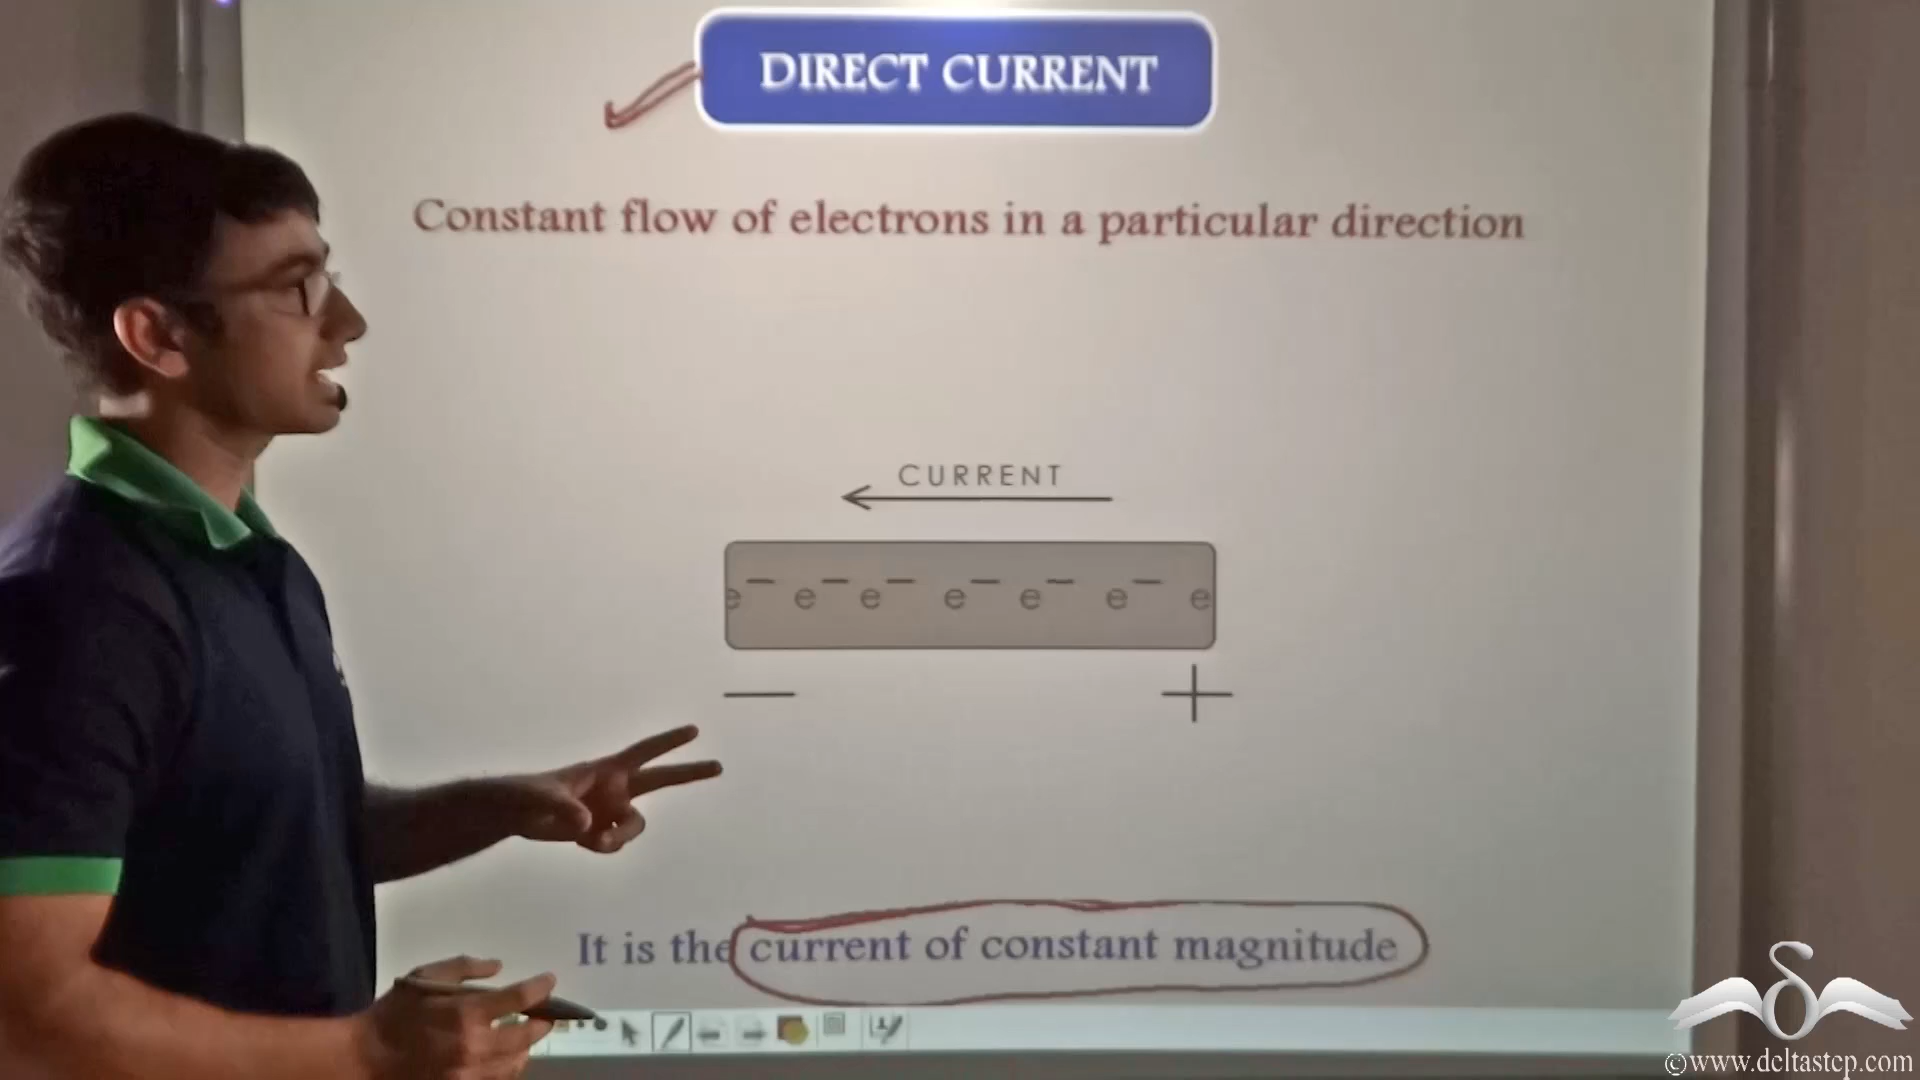 DIRECT CURRENT
Constant flow of electrons in a particular direction
CURRENT
e⁻ e⁻ e⁻ e⁻ e⁻ e⁻ e
— +
It is the current of constant magnitude
©www.deltastep.com